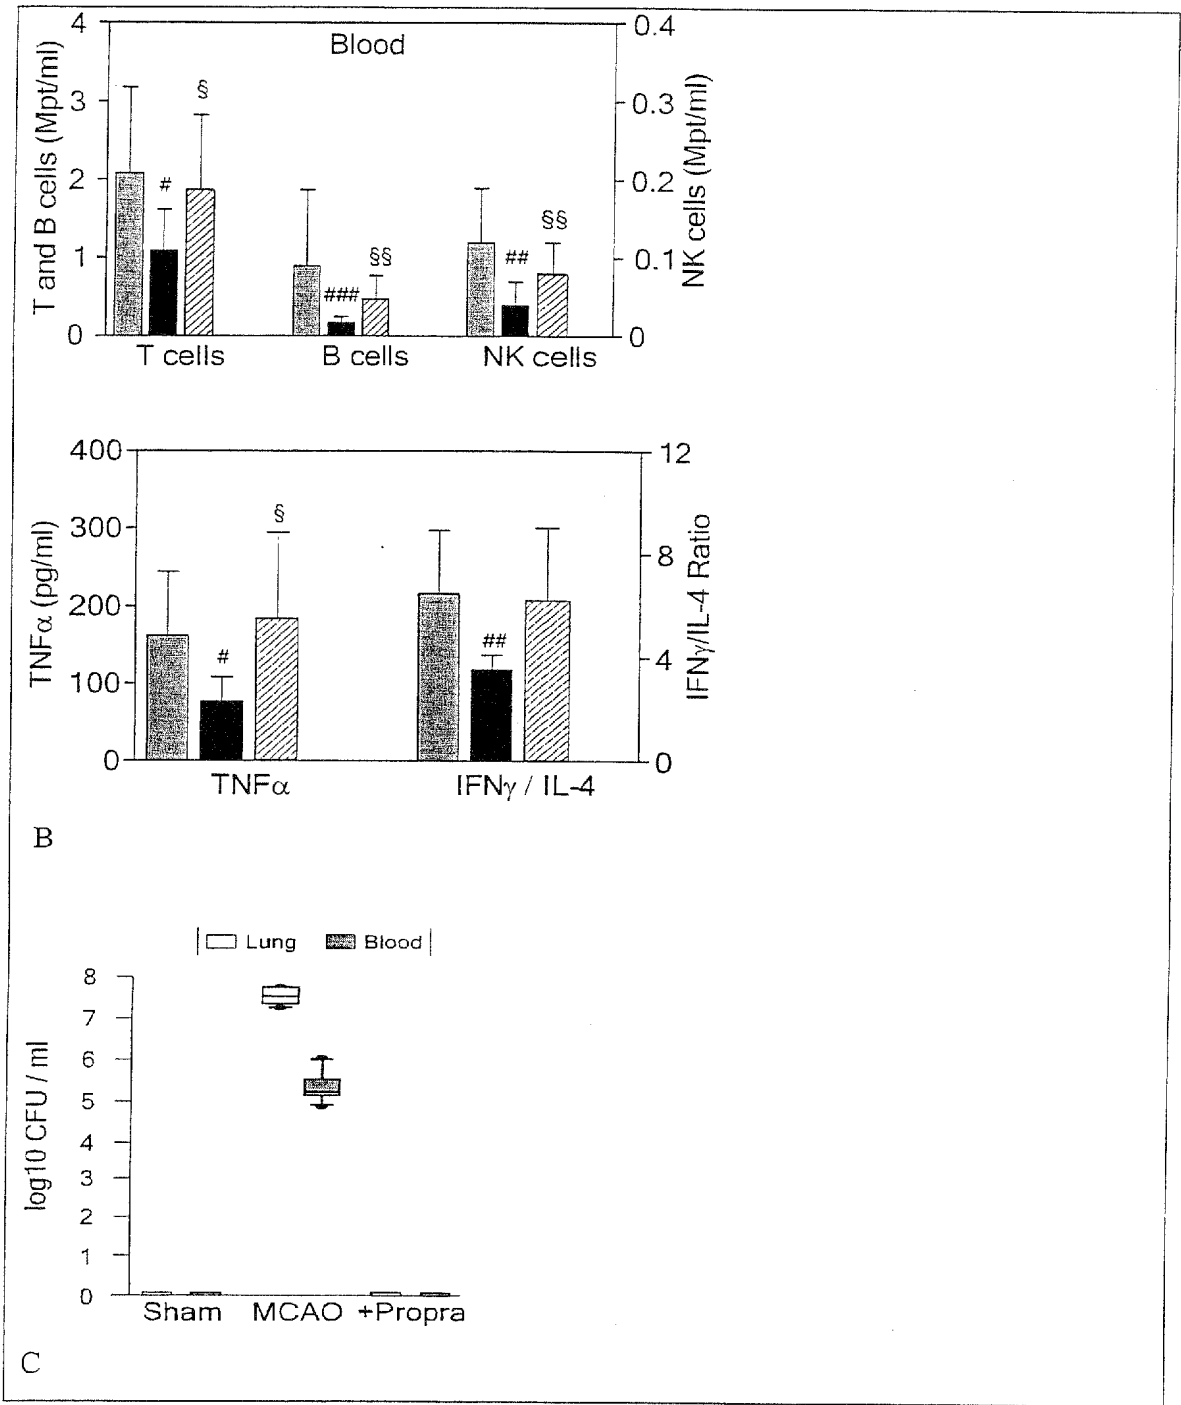 Blood
T and B cells (Mpt/ml)
4
3
2
1
0
NK cells (Mpt/ml)
0.4
0.3
0.2
0.1
0
# §
### §§
## §§
T cells B cells NK cells
TNFα (pg/ml)
400
300
200
100
0
IFNγ/IL-4 Ratio
12
8
4
0
# §
##
TNFα IFNγ / IL-4
B
Lung Blood
log10 CFU / ml
8
7
6
5
4
3
2
1
0
Sham MCAO +Propra
C